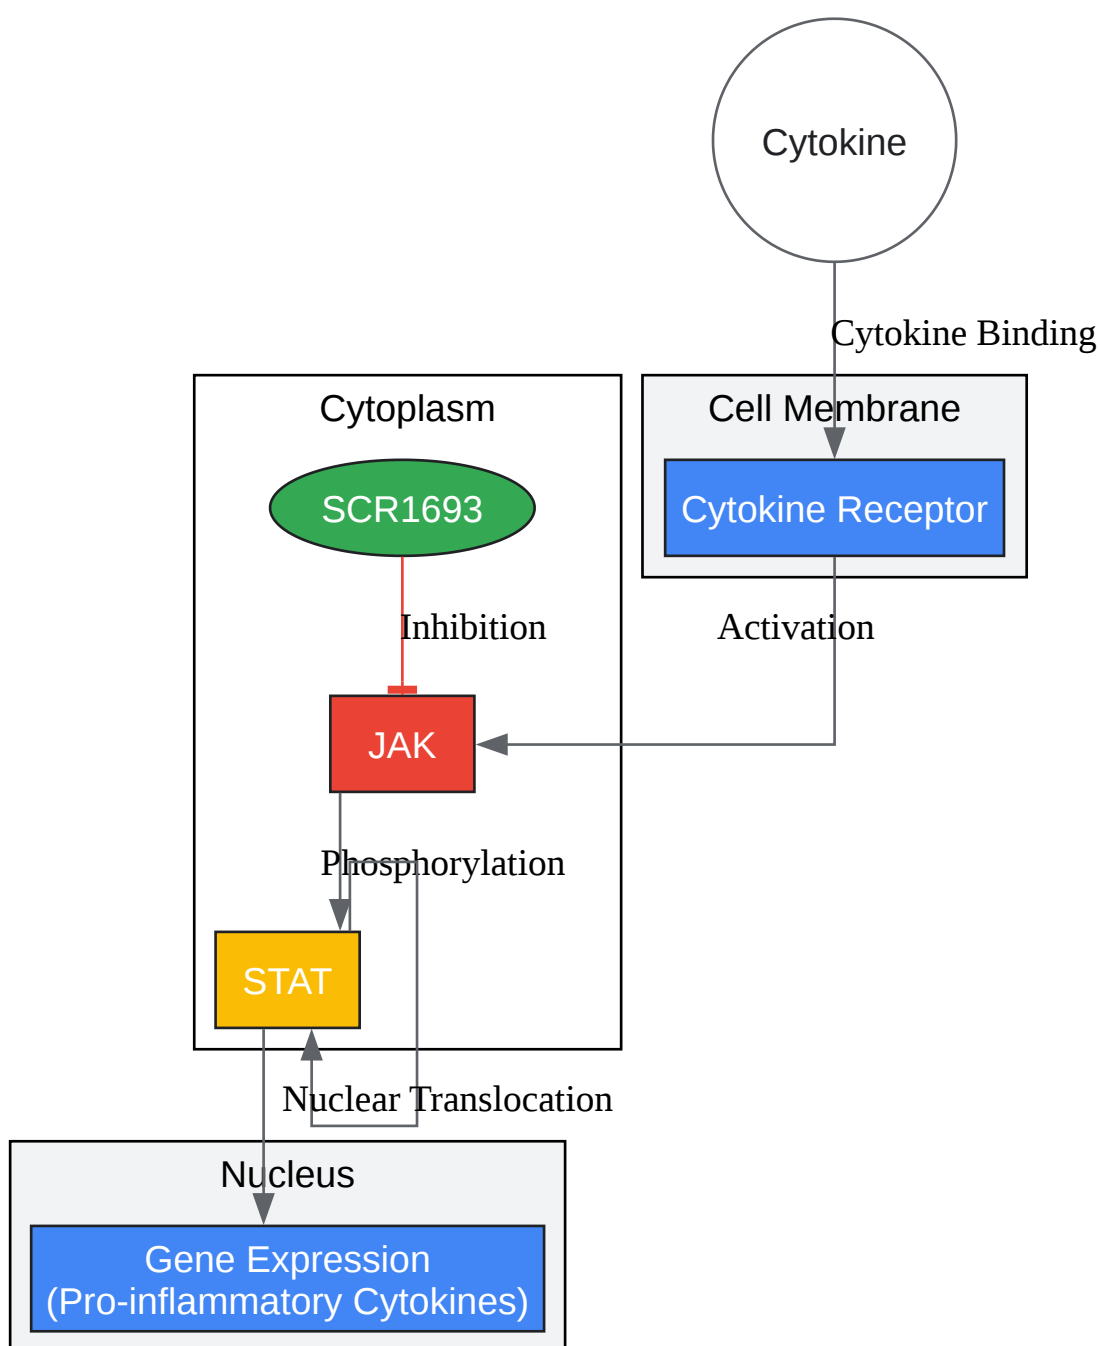 Cytokine
Cytokine Binding
Cytoplasm
Cell Membrane
SCR1693
Cytokine Receptor
Inhibition
Activation
JAK
Phosphorylation
STAT
Nuclear Translocation
Nucleus
Gene Expression
(Pro-inflammatory Cytokines)